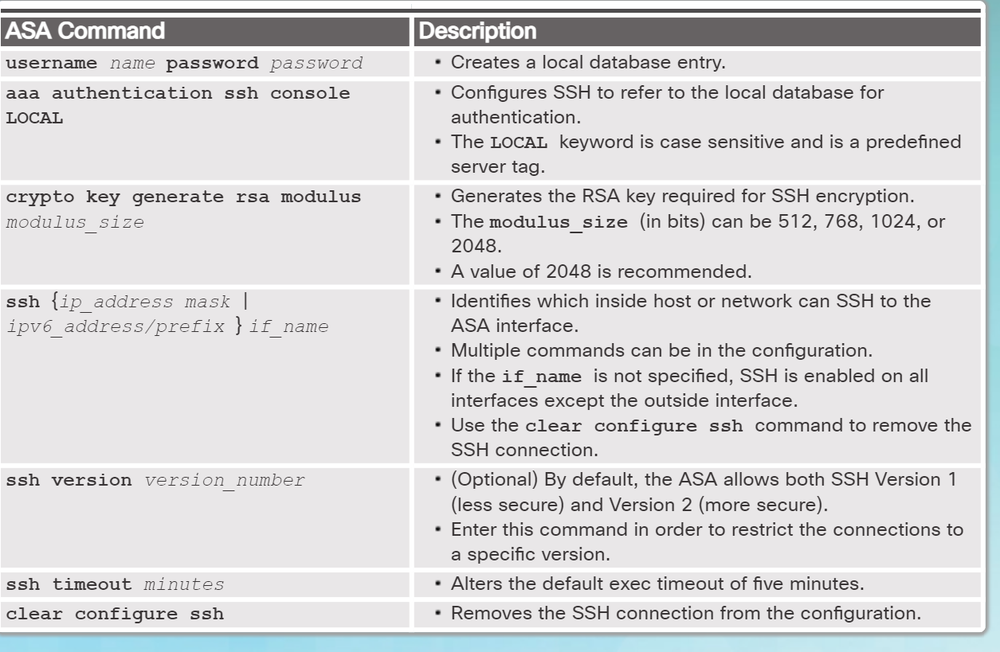 ASA Command
Description
username name password password
• Creates a local database entry.
aaa authentication ssh console
LOCAL
• Configures SSH to refer to the local database for
authentication.
• The LOCAL keyword is case sensitive and is a predefined
server tag.
crypto key generate rsa modulus
modulus_size
• Generates the RSA key required for SSH encryption.
• The modulus_size (in bits) can be 512, 768, 1024, or
2048.
• A value of 2048 is recommended.
ssh {ip_address mask |
ipv6_address/prefix } if_name
• Identifies which inside host or network can SSH to the
ASA interface.
• Multiple commands can be in the configuration.
• If the if_name is not specified, SSH is enabled on all
interfaces except the outside interface.
• Use the clear configure ssh command to remove the
SSH connection.
ssh version version_number
• (Optional) By default, the ASA allows both SSH Version 1
(less secure) and Version 2 (more secure).
• Enter this command in order to restrict the connections to
a specific version.
ssh timeout minutes
• Alters the default exec timeout of five minutes.
clear configure ssh
• Removes the SSH connection from the configuration.